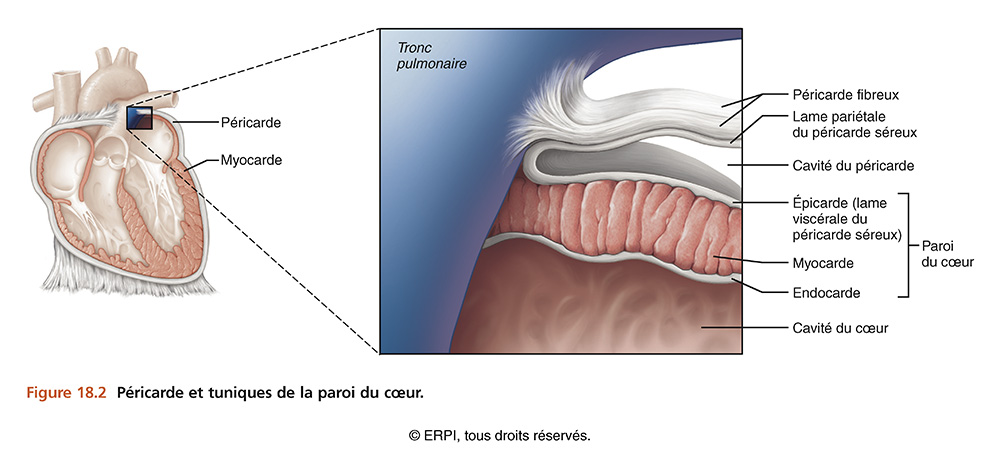 Tronc
pulmonaire
Péricarde
Myocarde
Péricarde fibreux
Lame pariétale
du péricarde séreux
Cavité du péricarde
Épicarde (lame
viscérale du
péricarde séreux)
Paroi
du cœur
Myocarde
Endocarde
Cavité du cœur
Figure 18.2 Péricarde et tuniques de la paroi du cœur.
© ERPI, tous droits réservés.